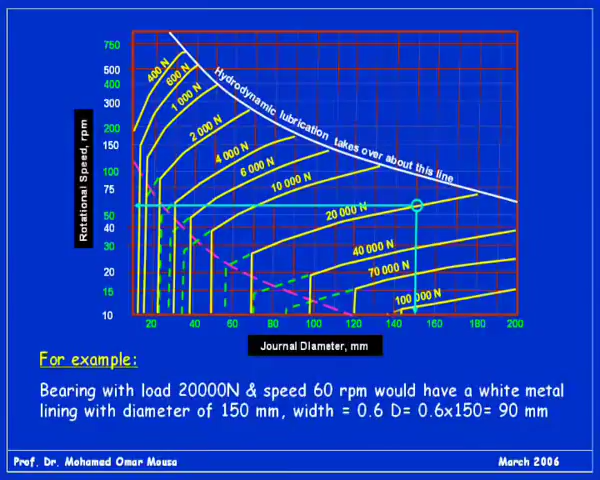 750
500
400
300
200
150
100
75
50
40
30
20
15
10
Rotational Speed, rpm
400 N
600 N
1 000 N
2 000 N
4 000 N
6 000 N
10 000 N
20 000 N
40 000 N
70 000 N
100 000 N
Hydrodynamic lubrication takes over about this line
20 40 60 80 100 120 140 160 180 200
Journal Diameter, mm
For example:
Bearing with load 20000N & speed 60 rpm would have a white metal
lining with diameter of 150 mm, width = 0.6 D= 0.6x150= 90 mm
Prof. Dr. Mohamed Omar Mousa
March 2006